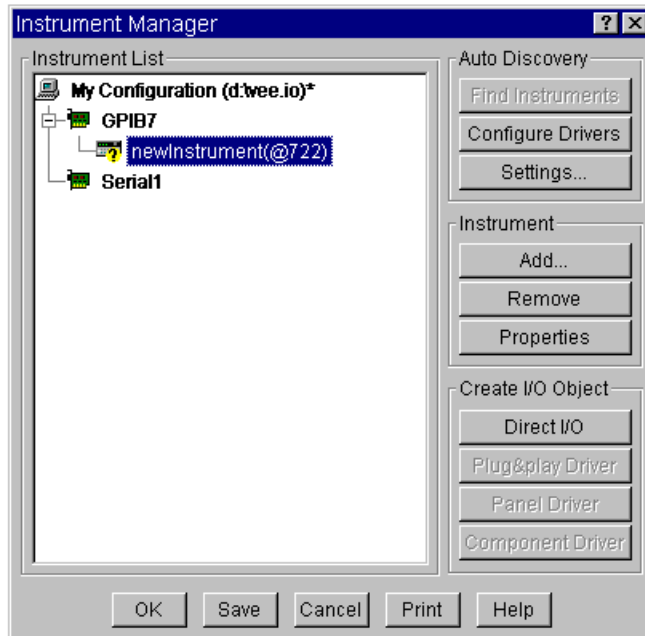 Instrument Manager
Instrument List
My Configuration (d:\vee.io)*
GPIB7
newInstrument(@722)
Serial1
Auto Discovery
Find Instruments
Configure Drivers
Settings...
Instrument
Add...
Remove
Properties
Create I/O Object
Direct I/O
Plug&play Driver
Panel Driver
Component Driver
OK
Save
Cancel
Print
Help